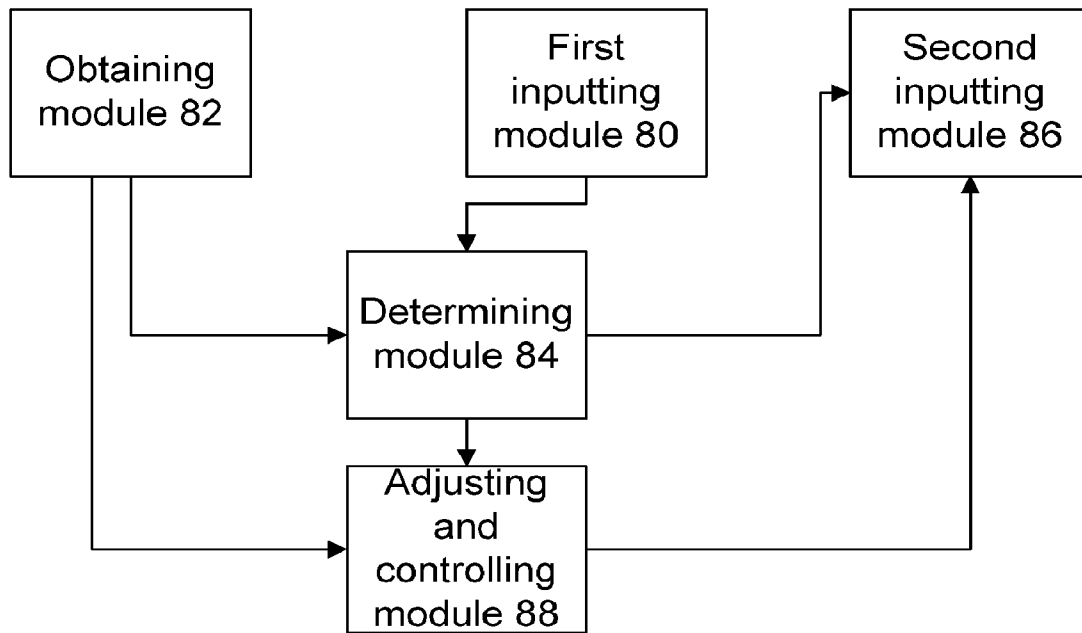 Obtaining
module 82
First
inputting
module 80
Second
inputting
module 86
Determining
module 84
Adjusting
and
controlling
module 88